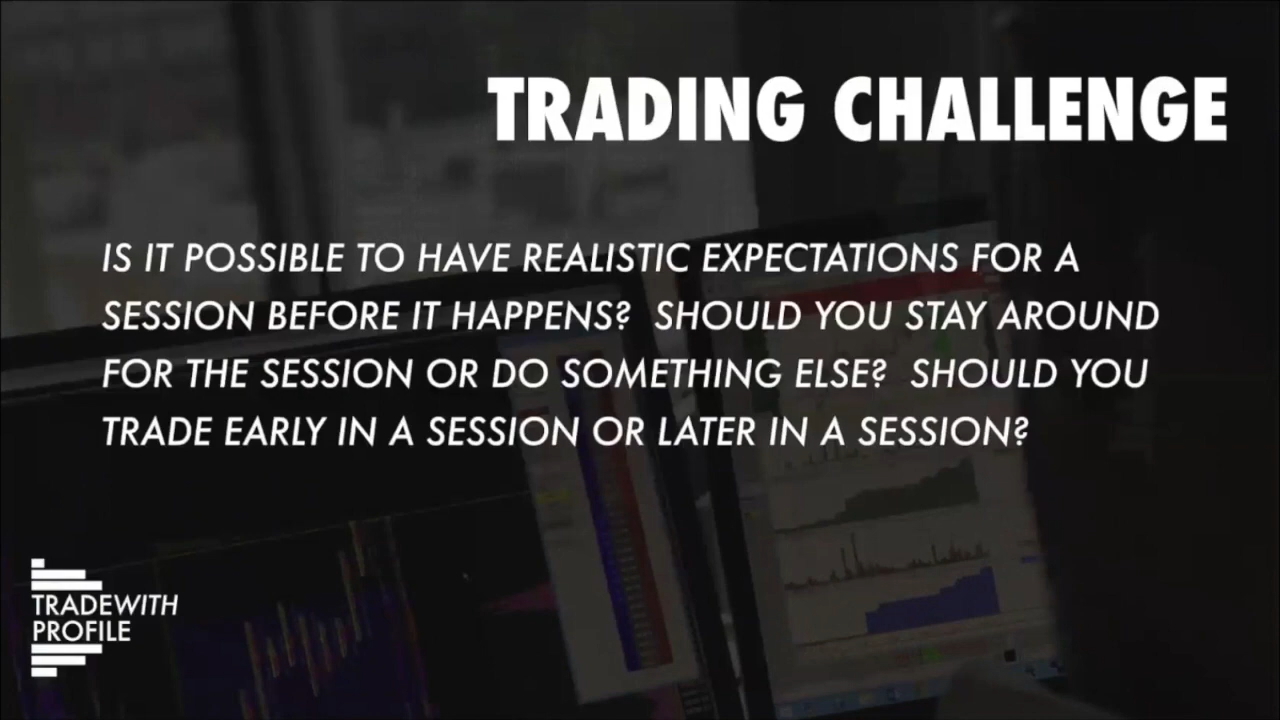 TRADING CHALLENGE
IS IT POSSIBLE TO HAVE REALISTIC EXPECTATIONS FOR A
SESSION BEFORE IT HAPPENS?  SHOULD YOU STAY AROUND
FOR THE SESSION OR DO SOMETHING ELSE?  SHOULD YOU
TRADE EARLY IN A SESSION OR LATER IN A SESSION?
TRADEWITH
PROFILE